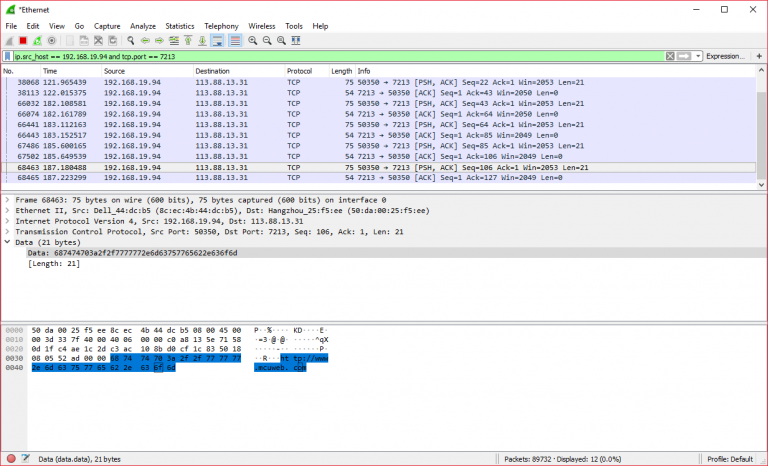 *Ethernet
File Edit View Go Capture Analyze Statistics Telephony Wireless Tools Help
ip.src_host == 192.168.19.94 and tcp.port == 7213
Expression... +
No. Time Source Destination Protocol Length Info
38068 121.965439 192.168.19.94 113.88.13.31 TCP 75 50350 → 7213 [PSH, ACK] Seq=22 Ack=1 Win=2053 Len=21
38113 122.015375 192.168.19.94 113.88.13.31 TCP 54 7213 → 50350 [ACK] Seq=1 Ack=43 Win=2050 Len=0
66032 182.108581 192.168.19.94 113.88.13.31 TCP 75 50350 → 7213 [PSH, ACK] Seq=43 Ack=1 Win=2053 Len=21
66074 182.161789 192.168.19.94 113.88.13.31 TCP 54 7213 → 50350 [ACK] Seq=1 Ack=64 Win=2050 Len=0
66441 183.112163 192.168.19.94 113.88.13.31 TCP 75 50350 → 7213 [PSH, ACK] Seq=64 Ack=1 Win=2053 Len=21
66443 183.152517 192.168.19.94 113.88.13.31 TCP 54 7213 → 50350 [ACK] Seq=1 Ack=85 Win=2049 Len=0
67486 185.600165 192.168.19.94 113.88.13.31 TCP 75 50350 → 7213 [PSH, ACK] Seq=85 Ack=1 Win=2053 Len=21
67502 185.649539 192.168.19.94 113.88.13.31 TCP 54 7213 → 50350 [ACK] Seq=1 Ack=106 Win=2049 Len=0
68463 187.180488 192.168.19.94 113.88.13.31 TCP 75 50350 → 7213 [PSH, ACK] Seq=106 Ack=1 Win=2053 Len=21
68465 187.223299 192.168.19.94 113.88.13.31 TCP 54 7213 → 50350 [ACK] Seq=1 Ack=127 Win=2049 Len=0
Frame 68463: 75 bytes on wire (600 bits), 75 bytes captured (600 bits) on interface 0
Ethernet II, Src: Dell_44:dc:b5 (8c:ec:4b:44:dc:b5), Dst: Hangzhou_25:f5:ee (50:da:00:25:f5:ee)
Internet Protocol Version 4, Src: 192.168.19.94, Dst: 113.88.13.31
Transmission Control Protocol, Src Port: 50350, Dst Port: 7213, Seq: 106, Ack: 1, Len: 21
Data (21 bytes)
Data: 687474703a2f2f7777772e6d63757765622e636f6d
[Length: 21]
0000 50 da 00 25 f5 ee 8c ec 4b 44 dc b5 08 00 45 00 P··%···· KD····E·
0010 00 3d 33 7f 40 00 40 06 00 00 c0 a8 13 5e 71 58 ·=3·@·@· ·····^qX
0020 0d 1f c4 ae 1c 2d c3 ac 10 8b d0 cf 1c 83 50 18 ·····-·· ······P·
0030 08 05 52 ad 00 00 68 74 74 70 3a 2f 2f 77 77 77 ··R···ht tp://www
0040 2e 6d 63 75 77 65 62 2e 63 6f 6d .mcuweb. com
Data (data.data), 21 bytes
Packets: 89732 · Displayed: 12 (0.0%)
Profile: Default